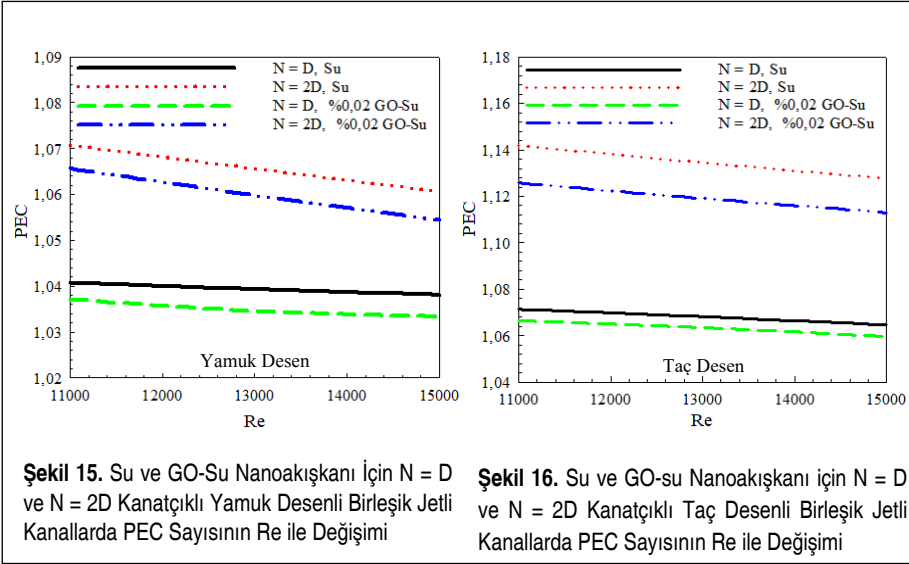 1,09
1,08
1,07
1,06
1,05
1,04
1,03
1,02
PEC
N = D, Su
N = 2D, Su
N = D, %0,02 GO-Su
N = 2D, %0,02 GO-Su
Yamuk Desen
11000 12000 13000 14000 15000
Re
Şekil 15. Su ve GO-Su Nanoakışkanı İçin N = D
ve N = 2D Kanatçıklı Yamuk Desenli Birleşik Jetli
Kanallarda PEC Sayısının Re ile Değişimi
1,18
1,16
1,14
1,12
1,10
1,08
1,06
1,04
PEC
N = D, Su
N = 2D, Su
N = D, %0,02 GO-Su
N = 2D, %0,02 GO-Su
Taç Desen
11000 12000 13000 14000 15000
Re
Şekil 16. Su ve GO-su Nanoakışkanı için N = D
ve N = 2D Kanatçıklı Taç Desenli Birleşik Jetli
Kanallarda PEC Sayısının Re ile Değişimi